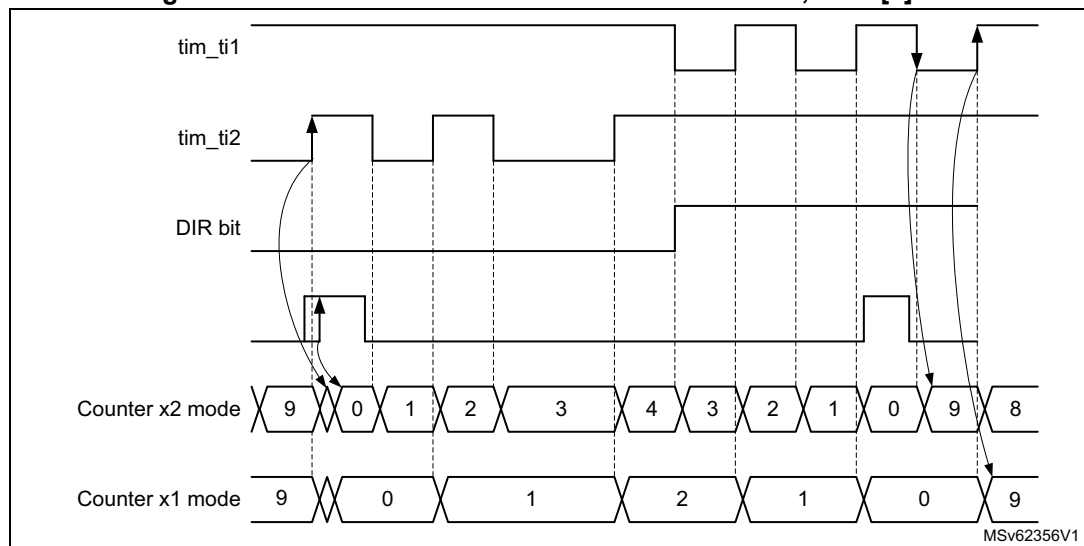 tim_ti1
tim_ti2
DIR bit
Counter x2 mode 9 0 1 2 3 4 3 2 1 0 9 8
Counter x1 mode 9 0 1 2 1 0 9
MSv62356V1